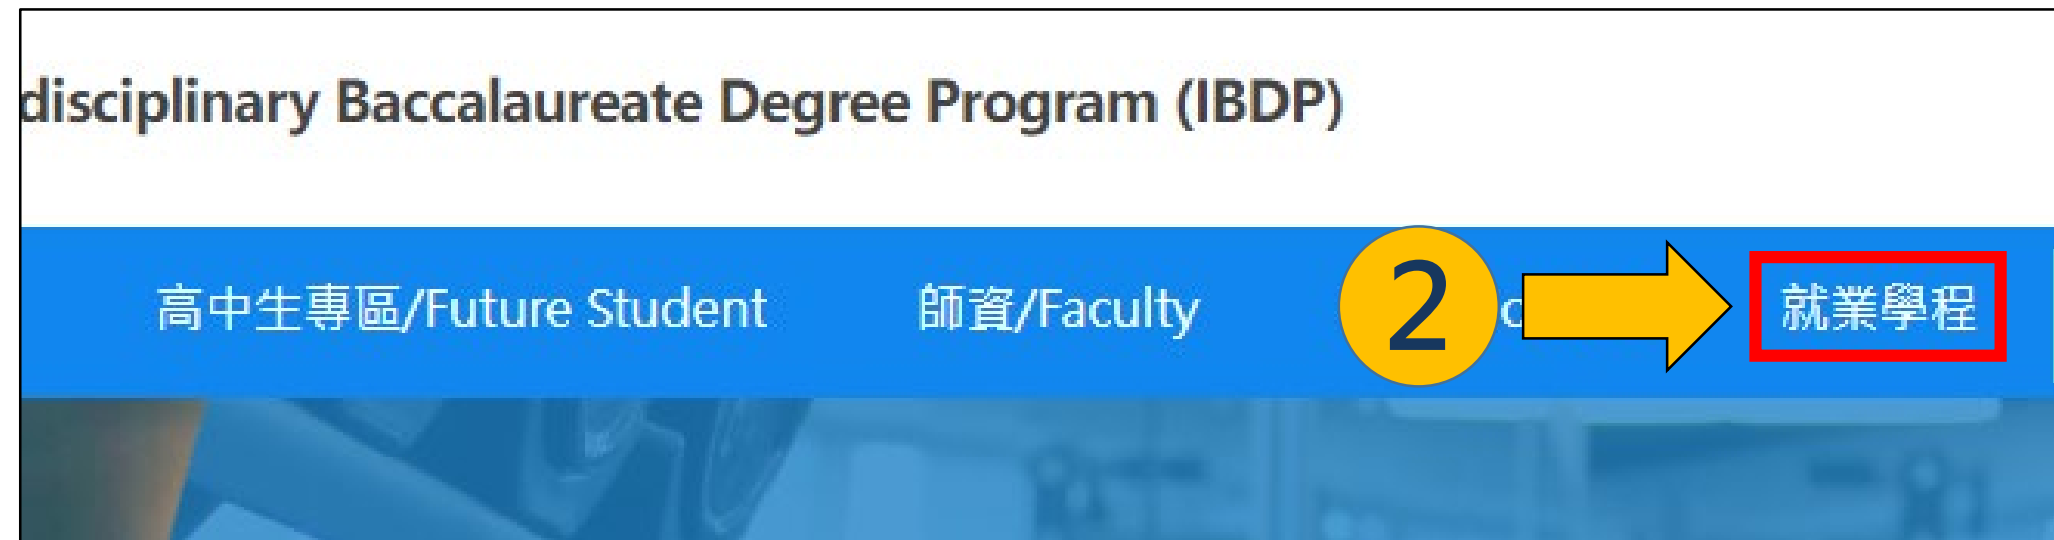 disciplinary Baccalaureate Degree Program (IBDP)
高中生專區/Future Student 師資/Faculty 2 就業學程